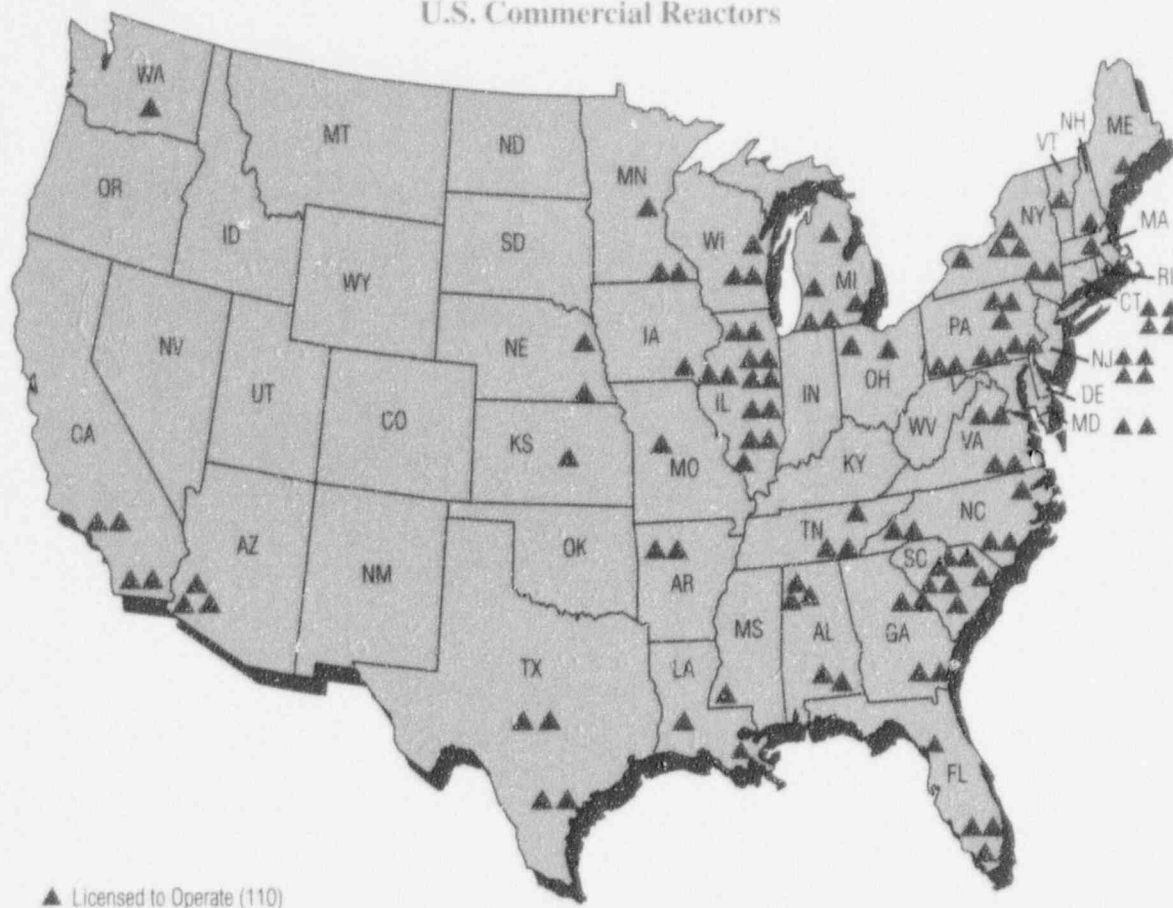 U.S. Commercial Reactors
WA
MT
ND
MN
OR
ID
SD
WI
MI
NY
VT
NH
ME
MA
RI
CT
WY
NE
IA
PA
NJ
DE
MD
NV
UT
CO
IL
IN
OH
WV
VA
CA
KS
MO
KY
NC
TN
SC
AZ
NM
OK
AR
MS
AL
GA
TX
LA
FL
▲ Licensed to Operate (110)